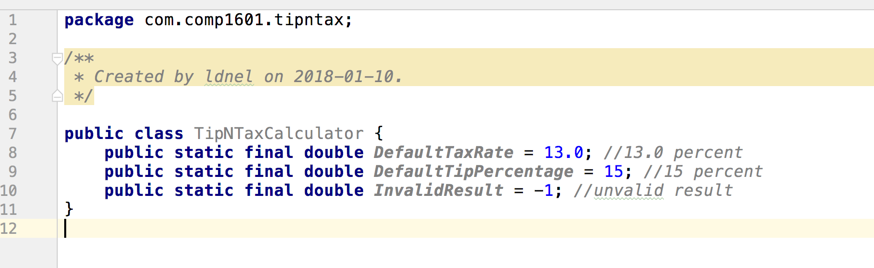 1 package com.comp1601.tipntax;
2
3 /**
4  * Created by ldnel on 2018-01-10.
5  */
6
7 public class TipNTaxCalculator {
8     public static final double DefaultTaxRate = 13.0; //13.0 percent
9     public static final double DefaultTipPercentage = 15; //15 percent
10     public static final double InvalidResult = -1; //unvalid result
11 }
12